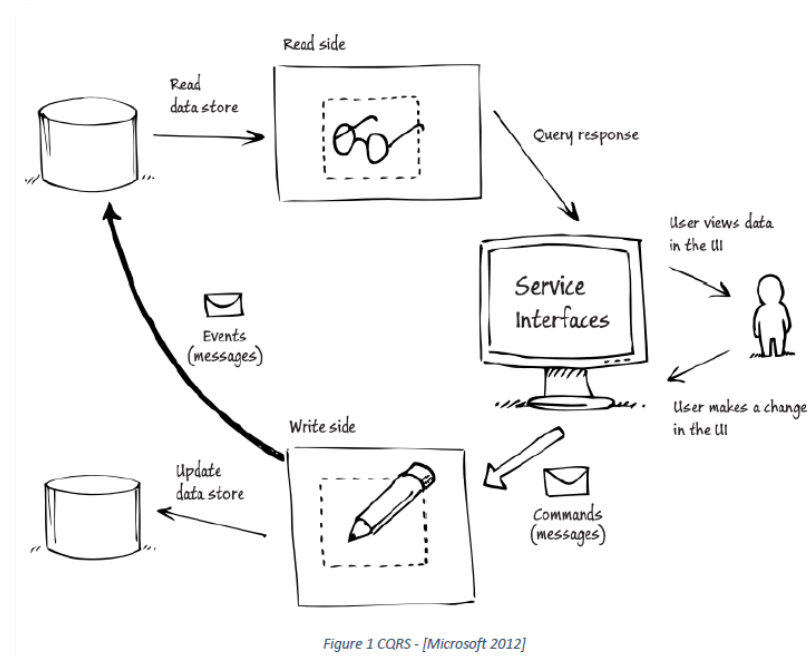 Read side
Read
data store
Query response
User views data
in the UI
Service
Interfaces
Events
(messages)
User makes a change
in the UI
Write side
Update
data store
Commands
(messages)
Figure 1 CQRS - [Microsoft 2012]